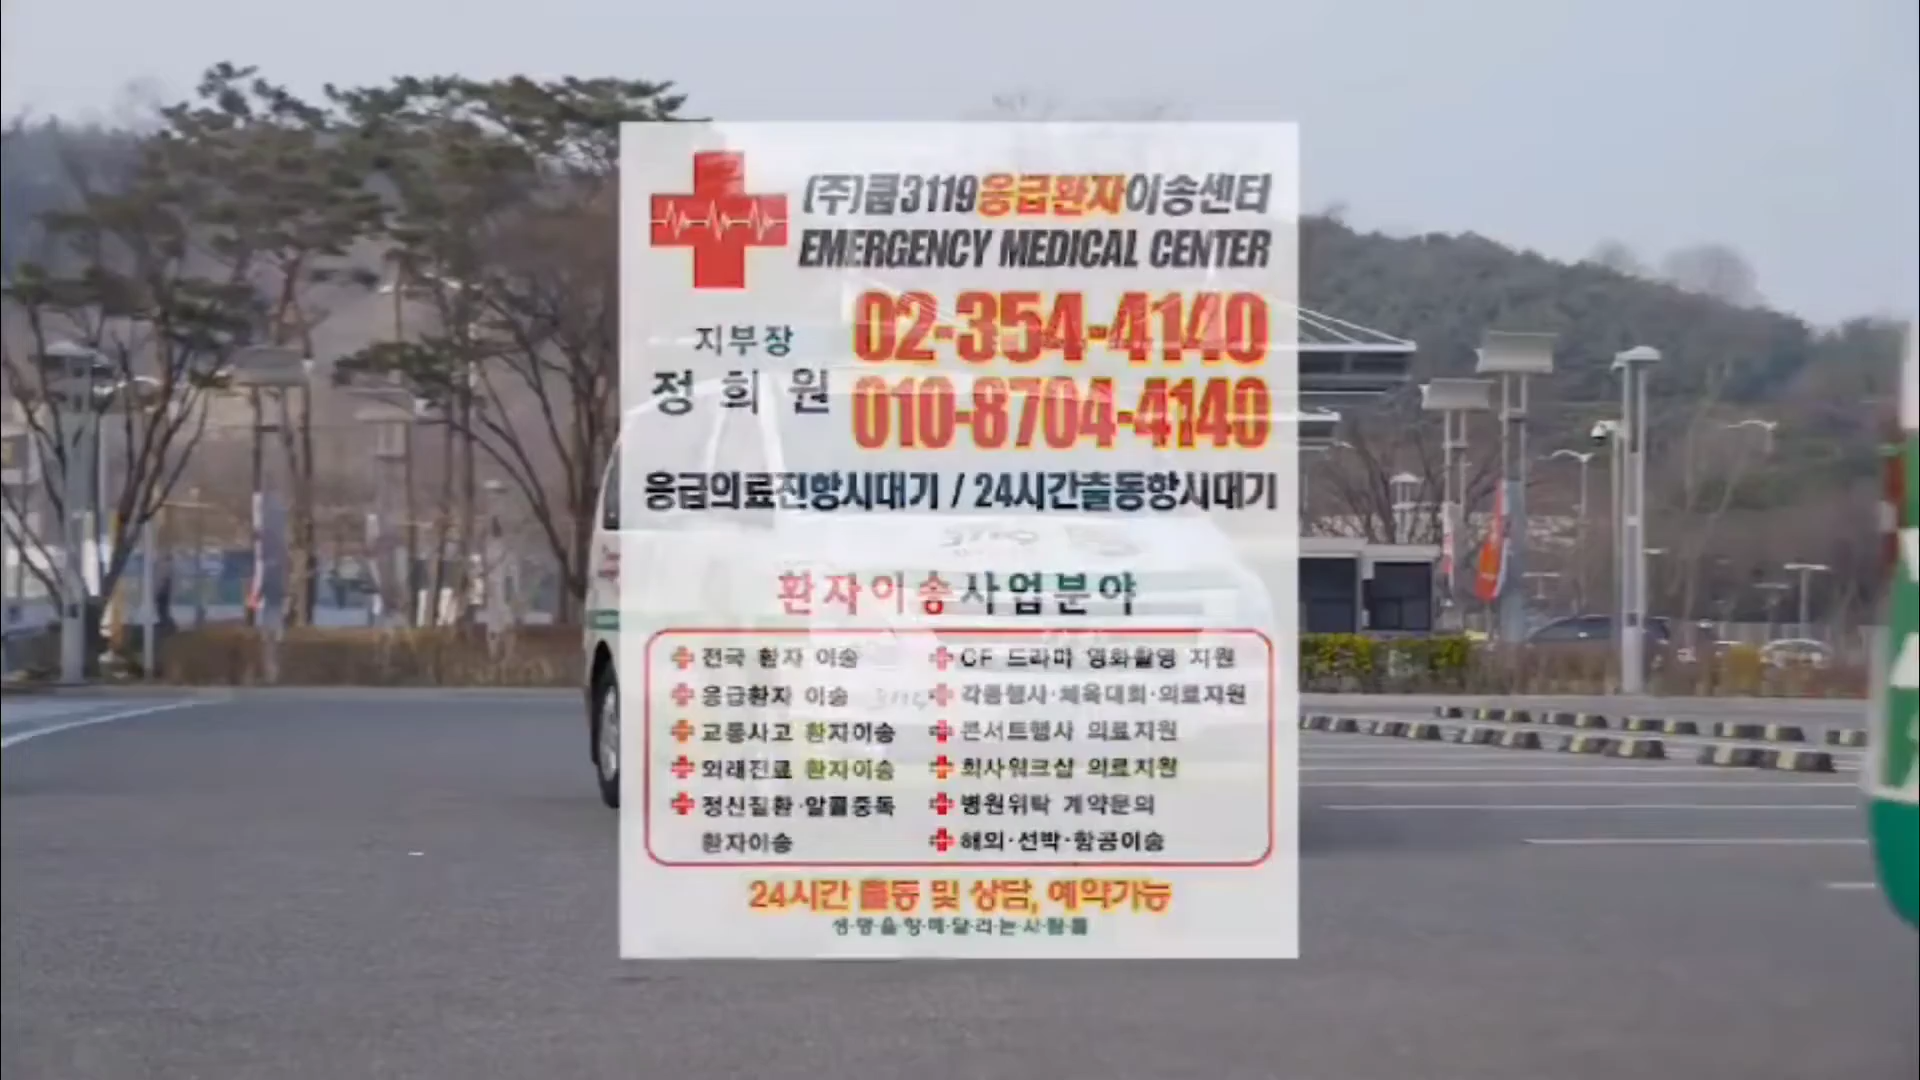 (주)쿱3119응급환자이송센터
EMERGENCY MEDICAL CENTER
02-354-4140
지부장
정 희 원
010-8704-4140
응급의료진항시대기 / 24시간출동항시대기
환자이송사업분야
전국 환자 이송
응급환자 이송
교통사고 환자이송
외래진료 환자이송
정신질환·알콜중독
환자이송
CF 드라마 영화촬영 지원
각종행사·체육대회·의료지원
콘서트행사 의료지원
회사워크샵 의료지원
병원위탁 계약문의
해외·선박·항공이송
24시간 출동 및 상담, 예약가능
생·명·을·향·해·달·리·는·사·람·들